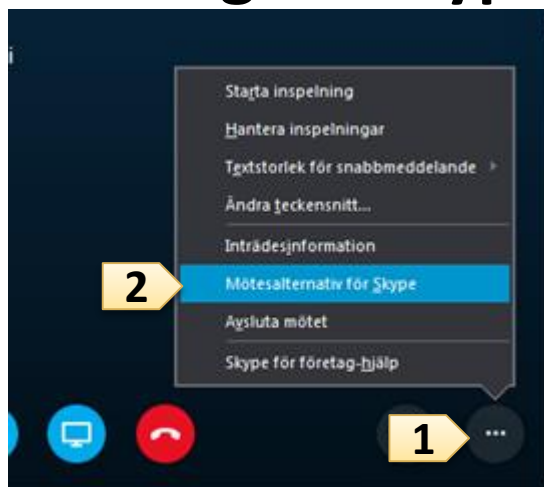 i
Starta inspelning
Hantera inspelningar
Textstorlek för snabbmeddelande
Ändra teckensnitt...
Inträdesinformation
2
Mötesalternativ för Skype
Avsluta mötet
Skype för företag-hjälp
1